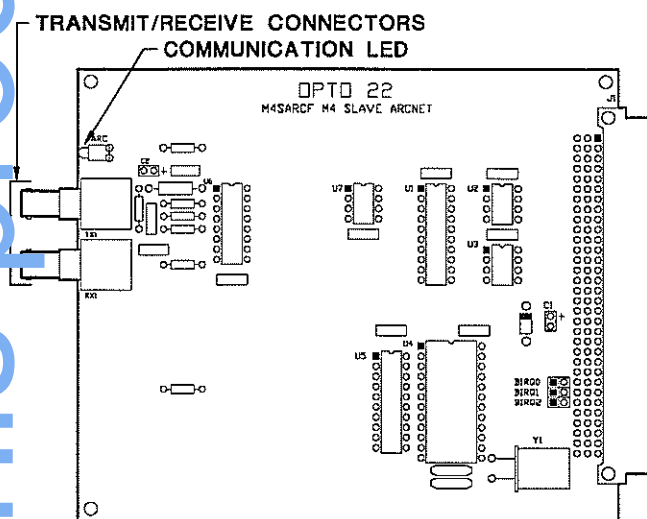 TRANSMIT/RECEIVE CONNECTORS
COMMUNICATION LED
OPTO 22
M4SARCF M4 SLAVE ARCNET
J1
ARC
C2
+
U6
U7
U1
U2
TX1
U3
RX1
C1
+
U5
U4
BIRQ0
BIRQ1
BIRQ2
Y1